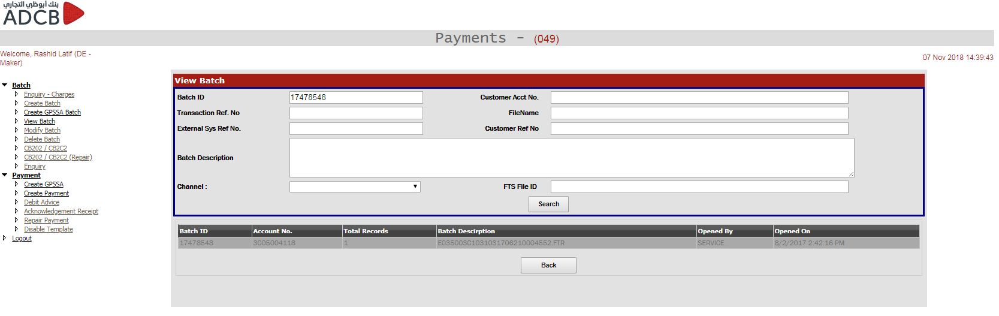 بنك أبوظبي التجاري
ADCB
Payments - (049)
Welcome, Rashid Latif (DE -
Maker)
07 Nov 2018 14:39:43
Batch
Enquiry - Charges
Create Batch
Create GPSSA Batch
View Batch
Modify Batch
Delete Batch
CB202 / CB2C2
CB202 / CB2C2 (Repair)
Enquiry
Payment
Create GPSSA
Create Payment
Debit Advice
Acknowledgement Receipt
Repair Payment
Disable Template
Logout
View Batch
Batch ID 17478548 Customer Acct No.
Transaction Ref. No FileName
External Sys Ref No. Customer Ref No
Batch Description
Channel : FTS File ID
Search
Batch ID Account No. Total Records Batch Descirption Opened By Opened On
17478548 3005004118 1 E035003C1031031706210004552.FTR SERVICE 8/2/2017 2:42:16 PM
Back